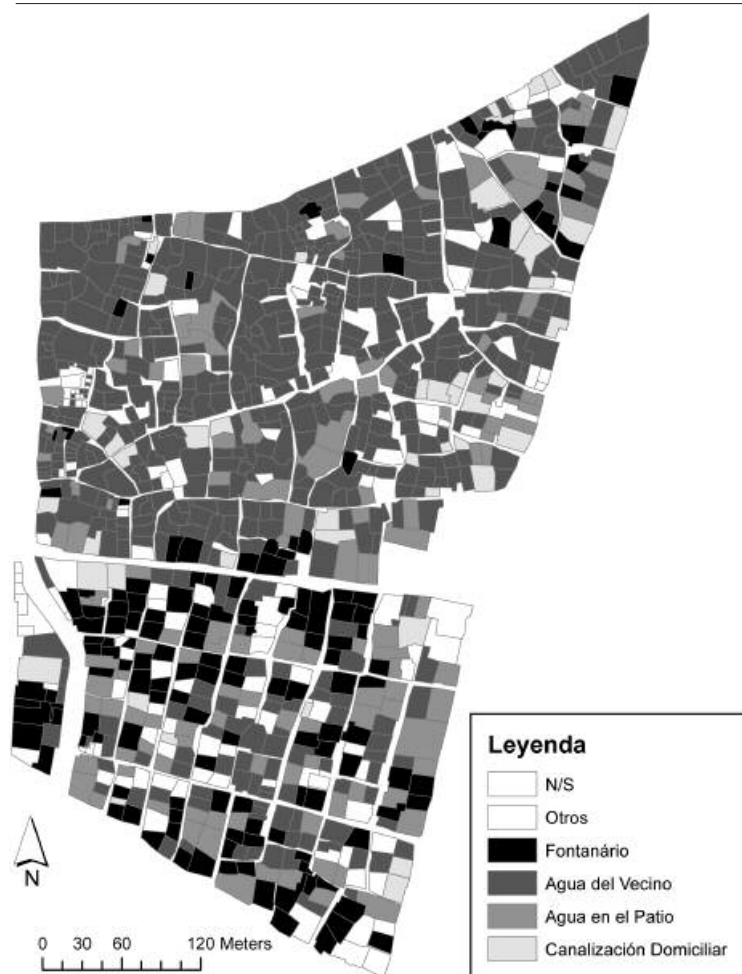 Leyenda
N/S
Otros
Fontanário
Agua del Vecino
Agua en el Patio
Canalización Domiciliar
N
0 30 60 120 Meters